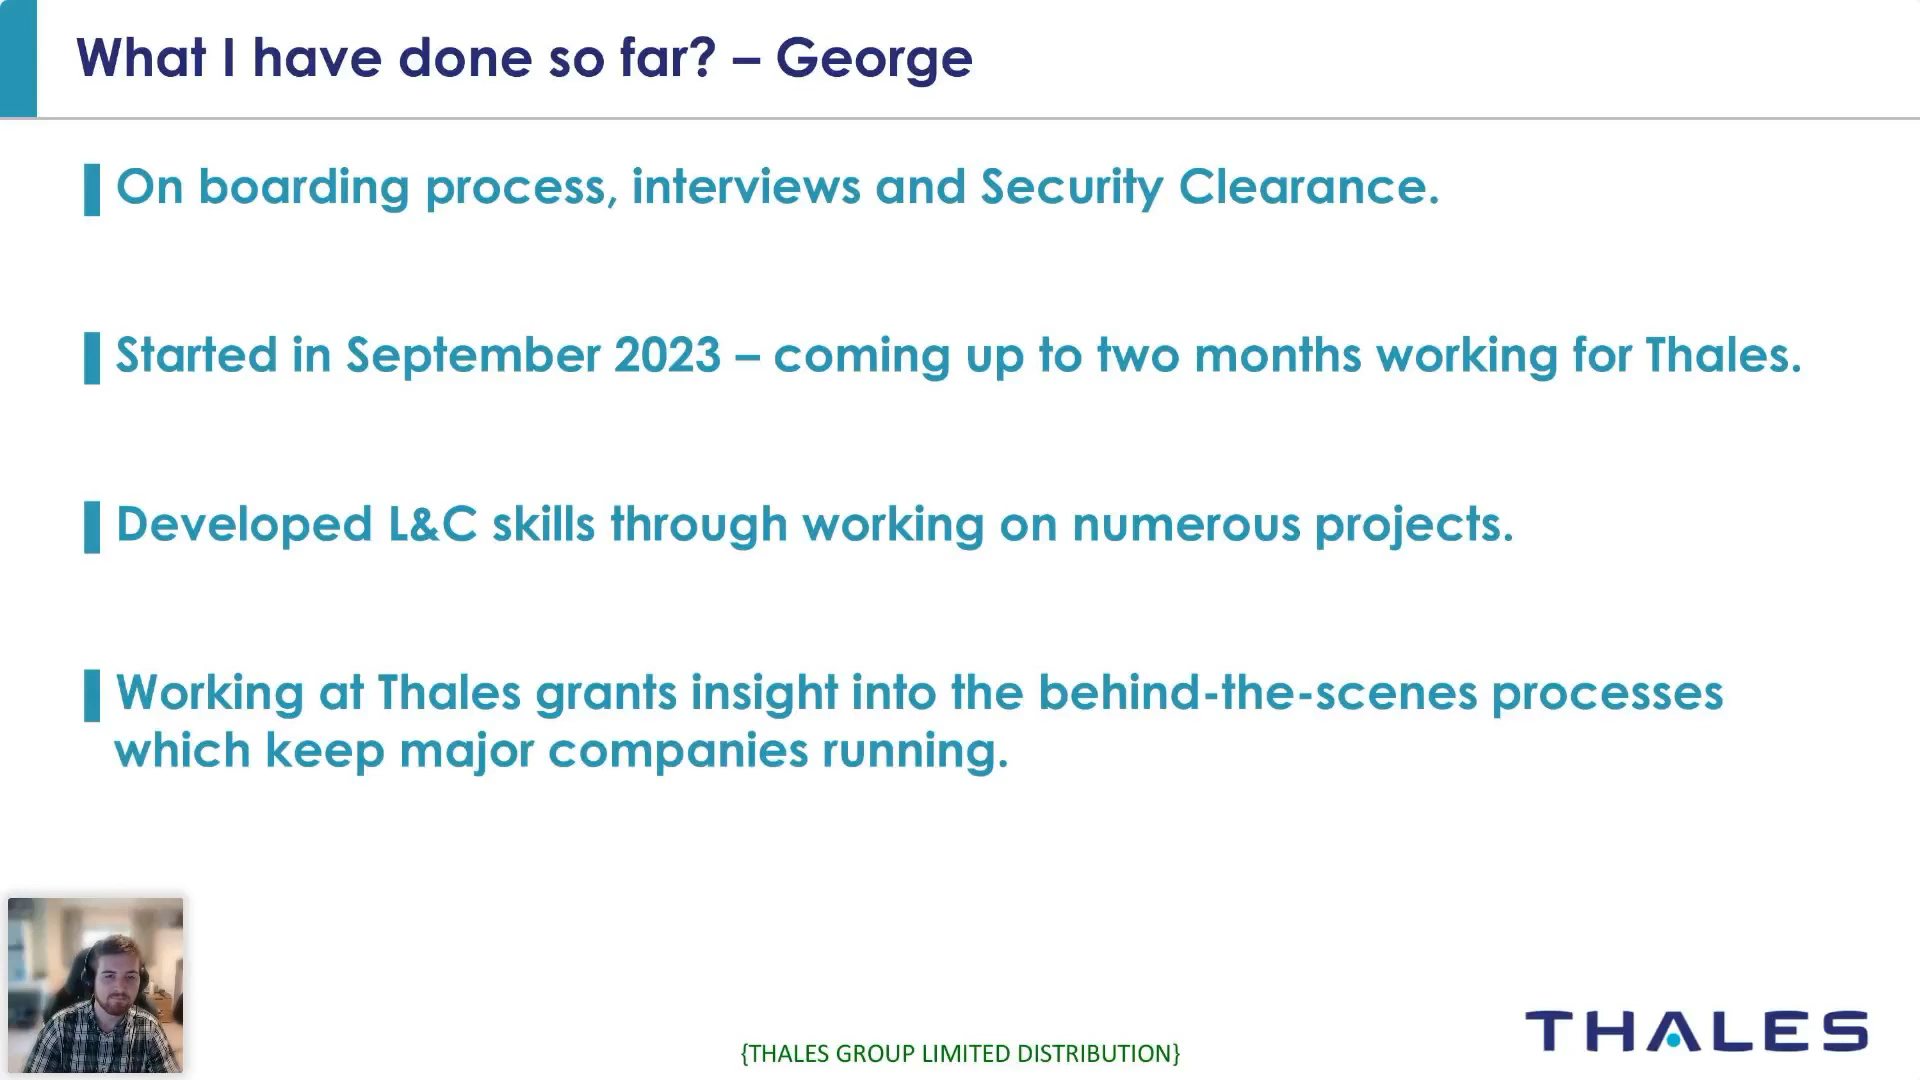 What I have done so far? – George
On boarding process, interviews and Security Clearance.
Started in September 2023 – coming up to two months working for Thales.
Developed L&C skills through working on numerous projects.
Working at Thales grants insight into the behind-the-scenes processes
which keep major companies running.
{THALES GROUP LIMITED DISTRIBUTION}
THALES